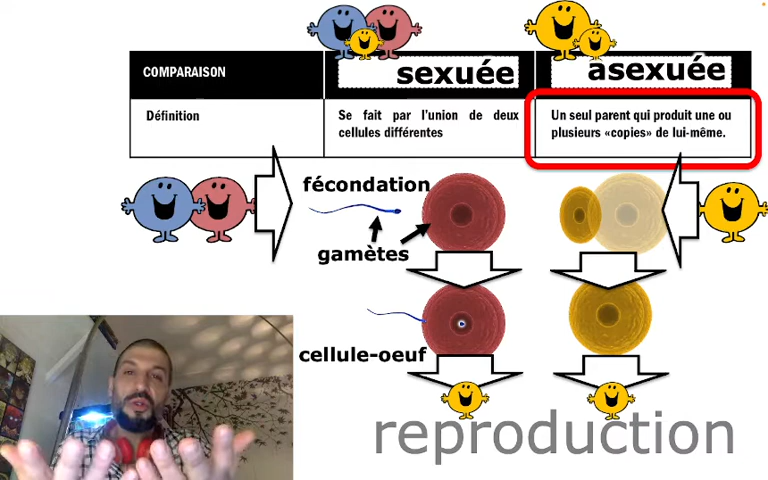 COMPARAISON
sexuée
asexuée
Définition
Se fait par l'union de deux
cellules différentes
Un seul parent qui produit une ou
plusieurs «copies» de lui-même.
fécondation
gamètes
cellule-oeuf
reproduction